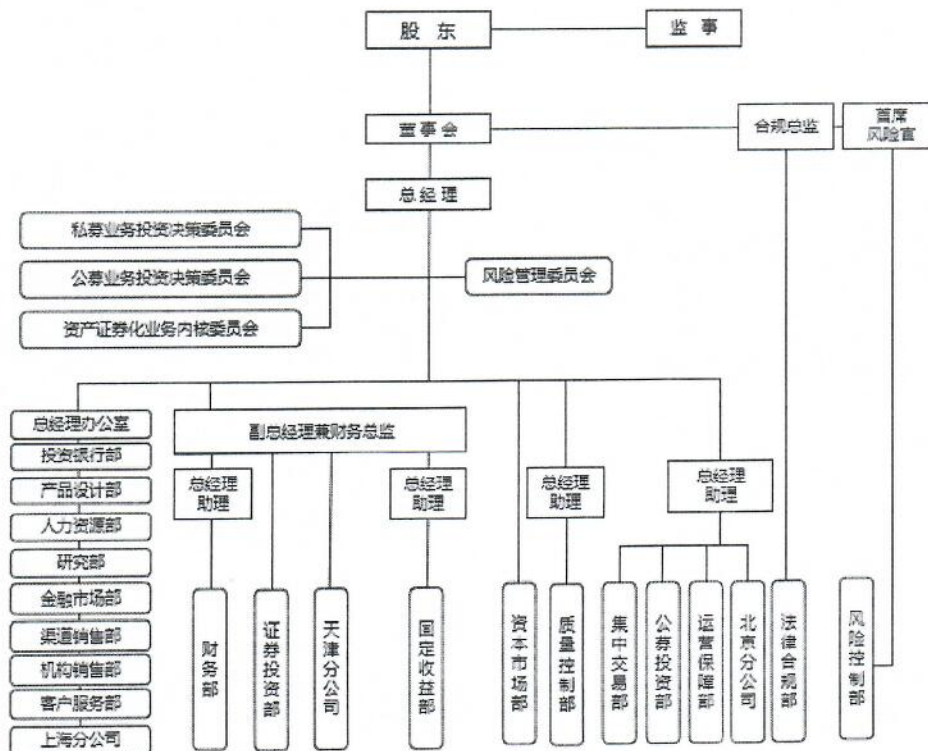 股东
监事
董事会
合规总监
首席
风险官
总经理
私募业务投资决策委员会
公募业务投资决策委员会
风险管理委员会
资产证券化业务内核委员会
总经理办公室
副总经理兼财务总监
投资银行部
产品设计部
人力资源部
研究部
金融市场部
渠道销售部
机构销售部
客户服务部
上海分公司
总经理
助理
总经理
助理
总经理
助理
总经理
助理
财务部
证券投资部
天津分公司
固定收益部
资本市场部
质量控制部
集中交易部
公募投资部
运营保障部
北京分公司
法律合规部
风险控制部